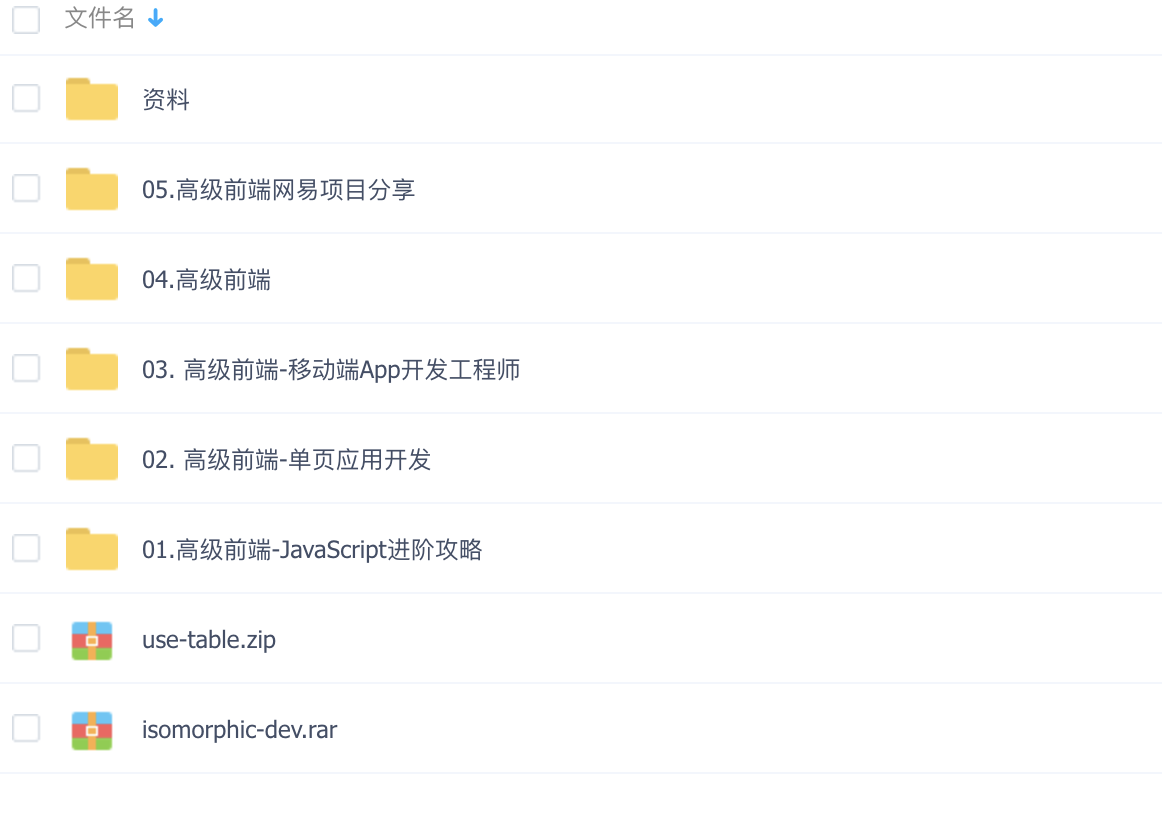 文件名
资料
05.高级前端网易项目分享
04.高级前端
03. 高级前端-移动端App开发工程师
02. 高级前端-单页应用开发
01.高级前端-JavaScript进阶攻略
use-table.zip
isomorphic-dev.rar